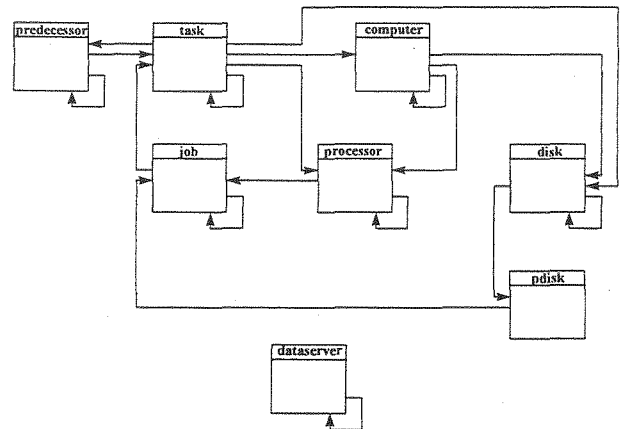 predecessor
task
computer
job
processor
disk
pdisk
dataserver